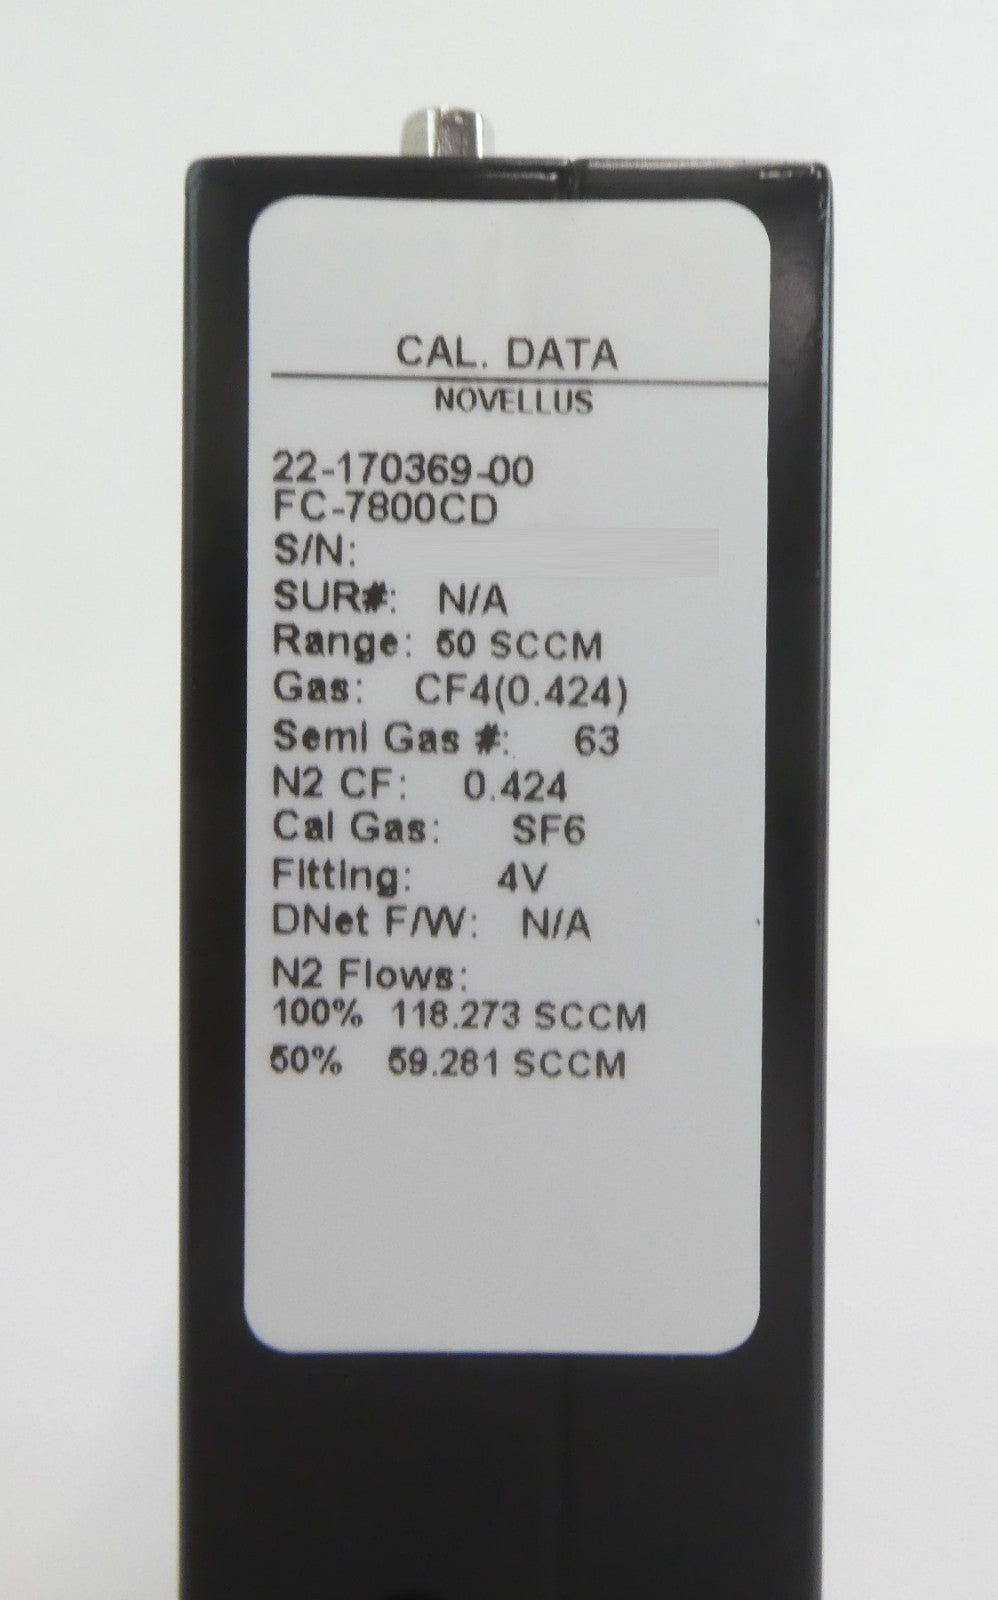 CAL. DATA
NOVELLUS
22-170369-00
FC-7800CD
S/N:
SUR#: N/A
Range: 50 SCCM
Gas: CF4(0.424)
Semi Gas #: 63
N2 CF: 0.424
Cal Gas: SF6
Fitting: 4V
DNet F/W: N/A
N2 Flows:
100% 118.273 SCCM
50% 59.281 SCCM